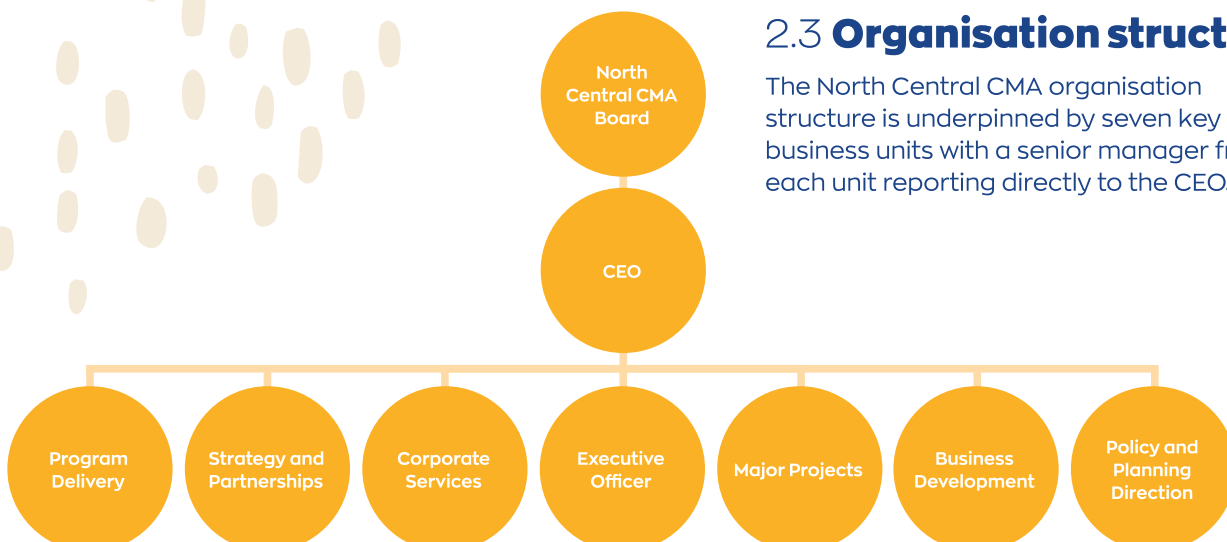 2.3 Organisation struct
The North Central CMA organisation
structure is underpinned by seven key
business units with a senior manager fr
each unit reporting directly to the CEO.
North
Central CMA
Board
CEO
Program
Delivery
Strategy and
Partnerships
Corporate
Services
Executive
Officer
Major Projects
Business
Development
Policy and
Planning
Direction